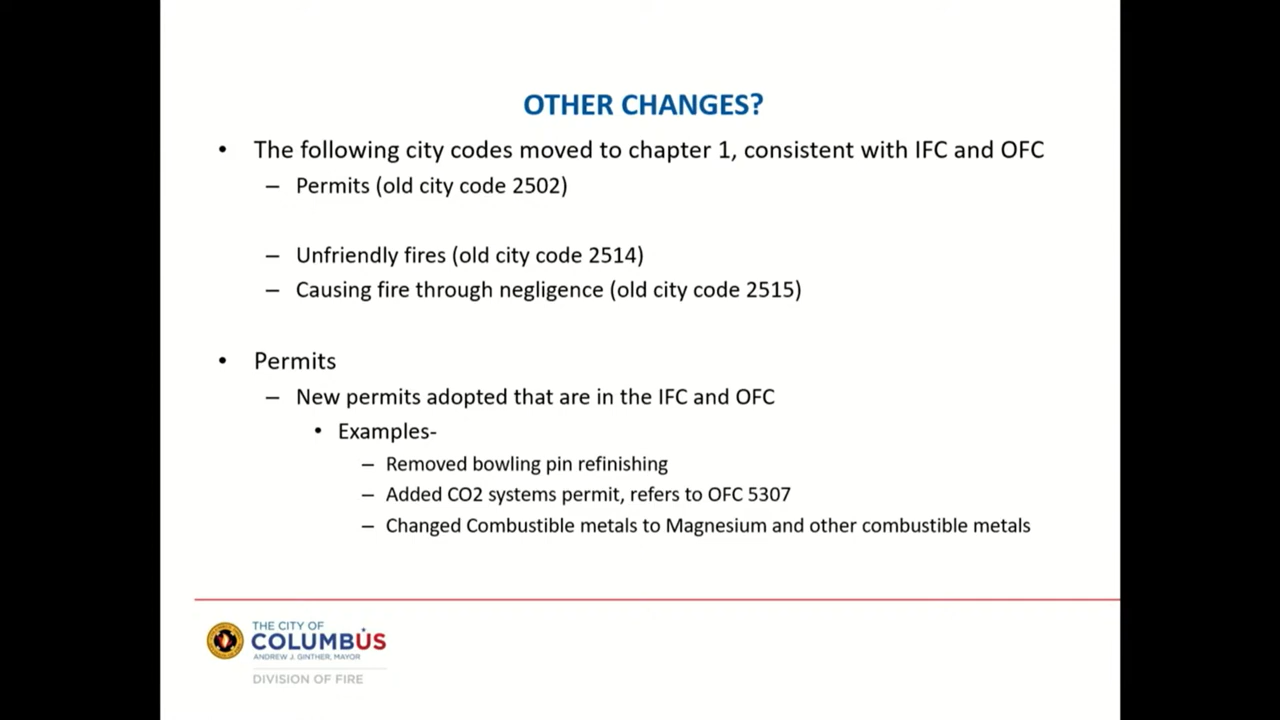 OTHER CHANGES?
• The following city codes moved to chapter 1, consistent with IFC and OFC
– Permits (old city code 2502)
– Unfriendly fires (old city code 2514)
– Causing fire through negligence (old city code 2515)
• Permits
– New permits adopted that are in the IFC and OFC
• Examples-
– Removed bowling pin refinishing
– Added CO2 systems permit, refers to OFC 5307
– Changed Combustible metals to Magnesium and other combustible metals
THE CITY OF
COLUMBUS
ANDREW J. GINTHER, MAYOR
DIVISION OF FIRE